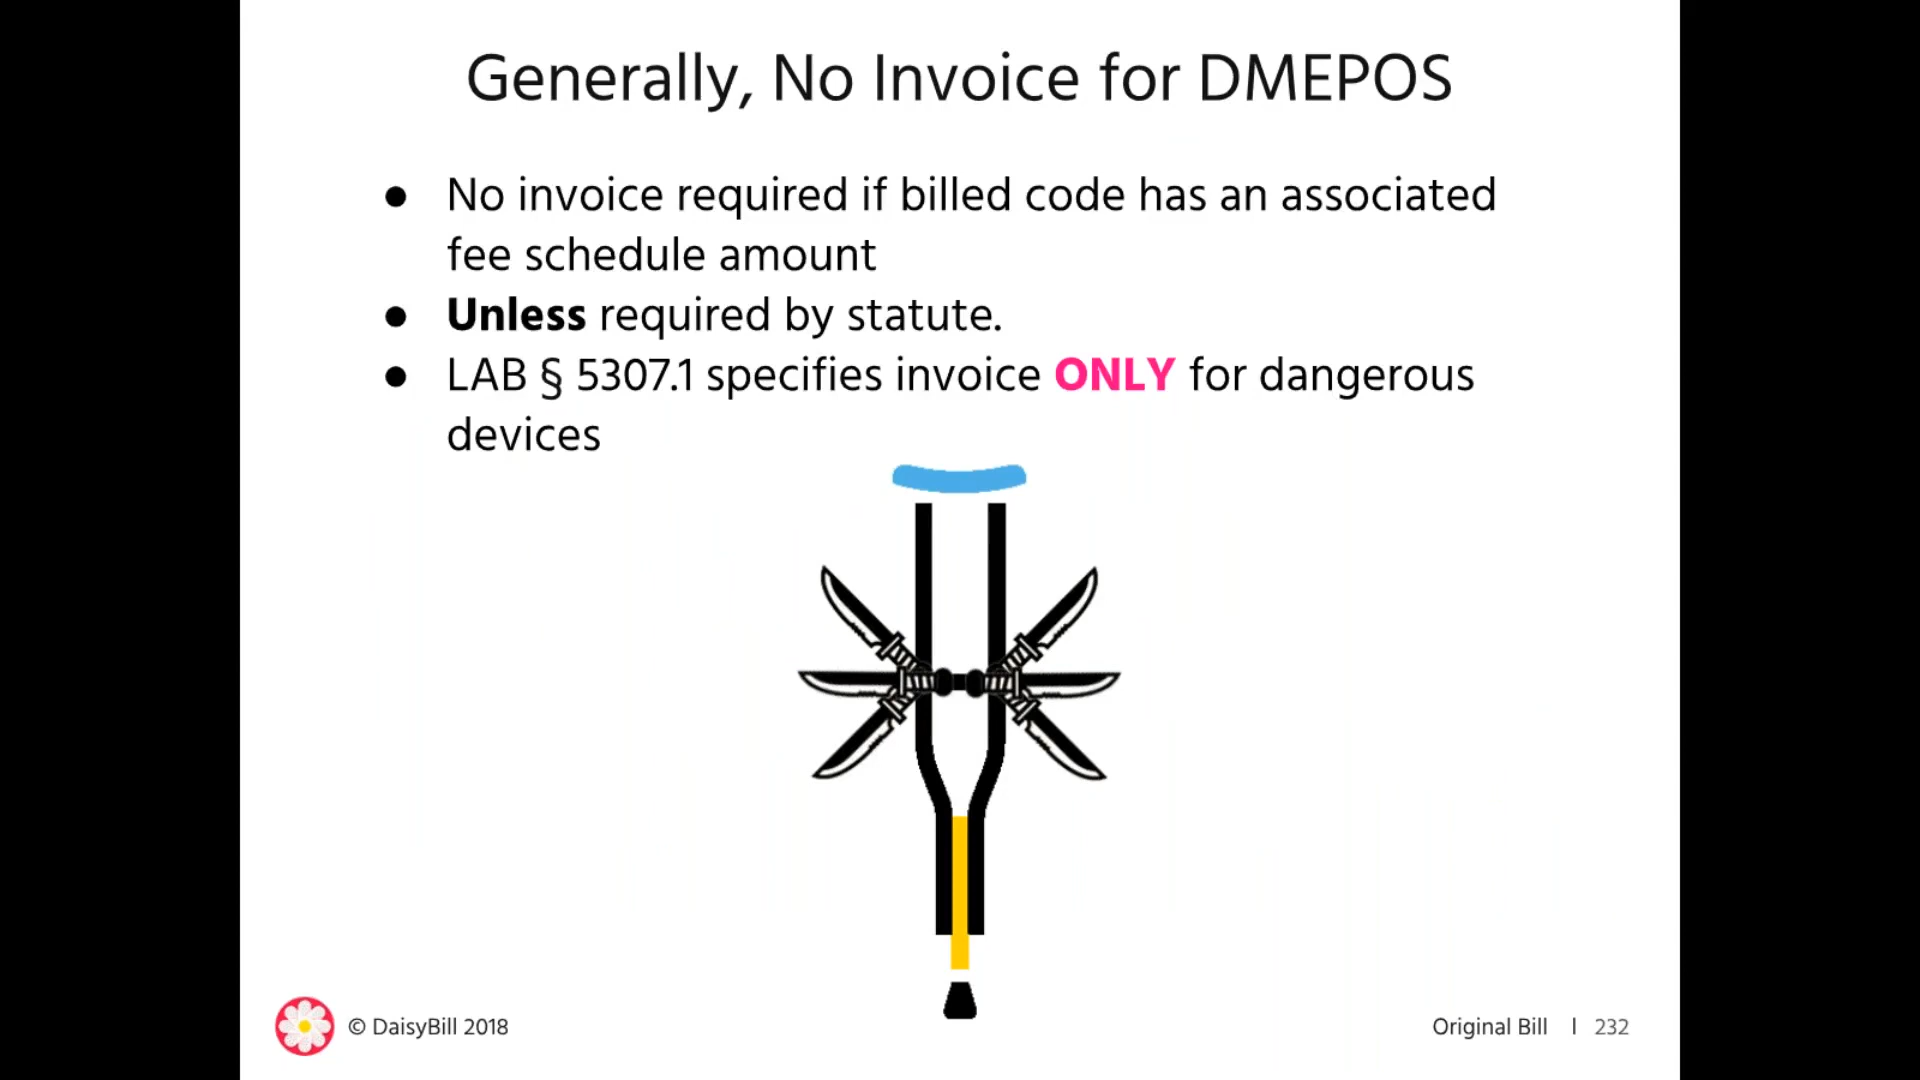 Generally, No Invoice for DMEPOS
● No invoice required if billed code has an associated
fee schedule amount
● Unless required by statute.
● LAB § 5307.1 specifies invoice ONLY for dangerous
devices
© DaisyBill 2018
Original Bill | 232